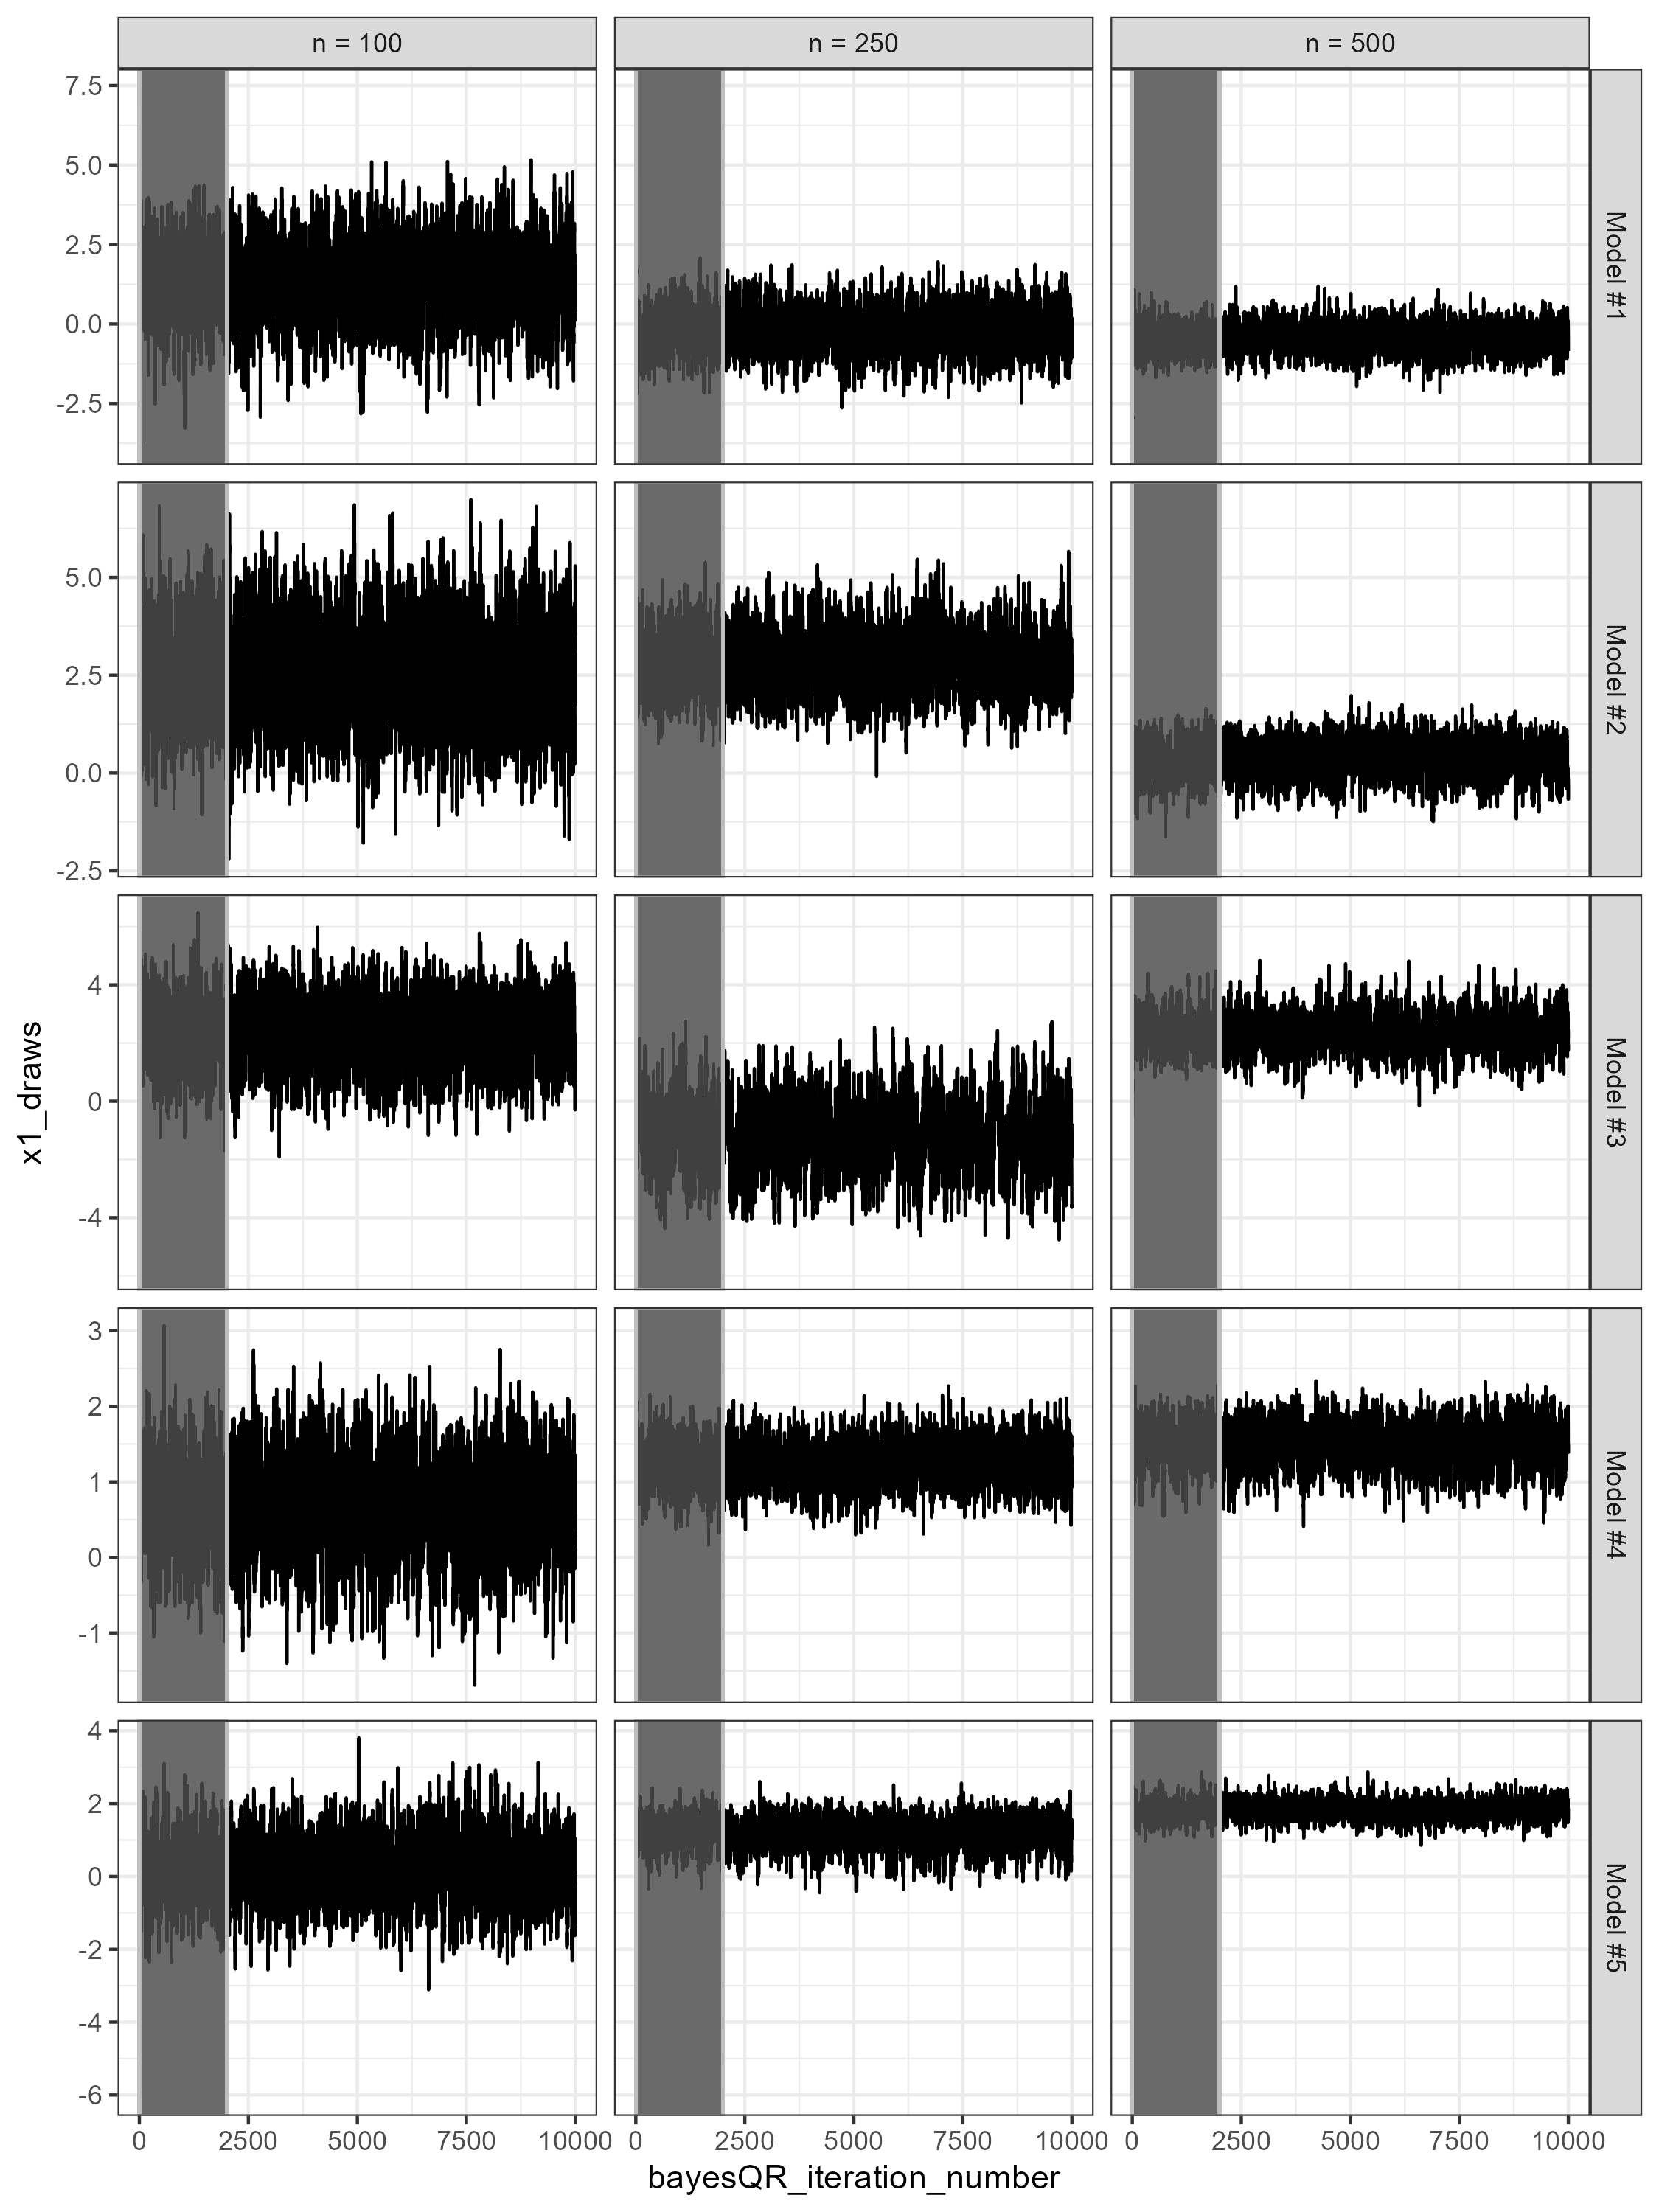 n = 100
n = 250
n = 500
7.5
5.0
2.5
0.0
-2.5
Model #1
5.0
2.5
0.0
-2.5
Model #2
4
0
-4
Model #3
3
2
1
0
-1
Model #4
4
2
0
-2
-4
-6
Model #5
x1_draws
0 2500 5000 7500 10000 0 2500 5000 7500 10000 0 2500 5000 7500 10000
bayesQR_iteration_number